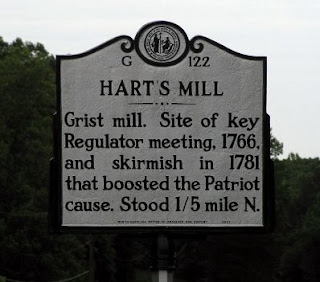 G 122
HART'S MILL
Grist mill. Site of key
Regulator meeting, 1766,
and skirmish in 1781
that boosted the Patriot
cause. Stood 1/5 mile N.